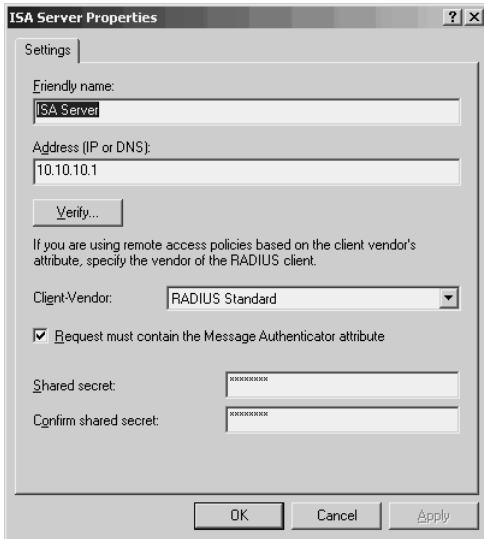 ISA Server Properties
Settings
Friendly name:
ISA Server
Address (IP or DNS):
10.10.10.1
Verify...
If you are using remote access policies based on the client vendor's
attribute, specify the vendor of the RADIUS client.
Client-Vendor:
RADIUS Standard
Request must contain the Message Authenticator attribute
Shared secret:
xxxxxxxx
Confirm shared secret:
xxxxxxxx
OK Cancel Apply